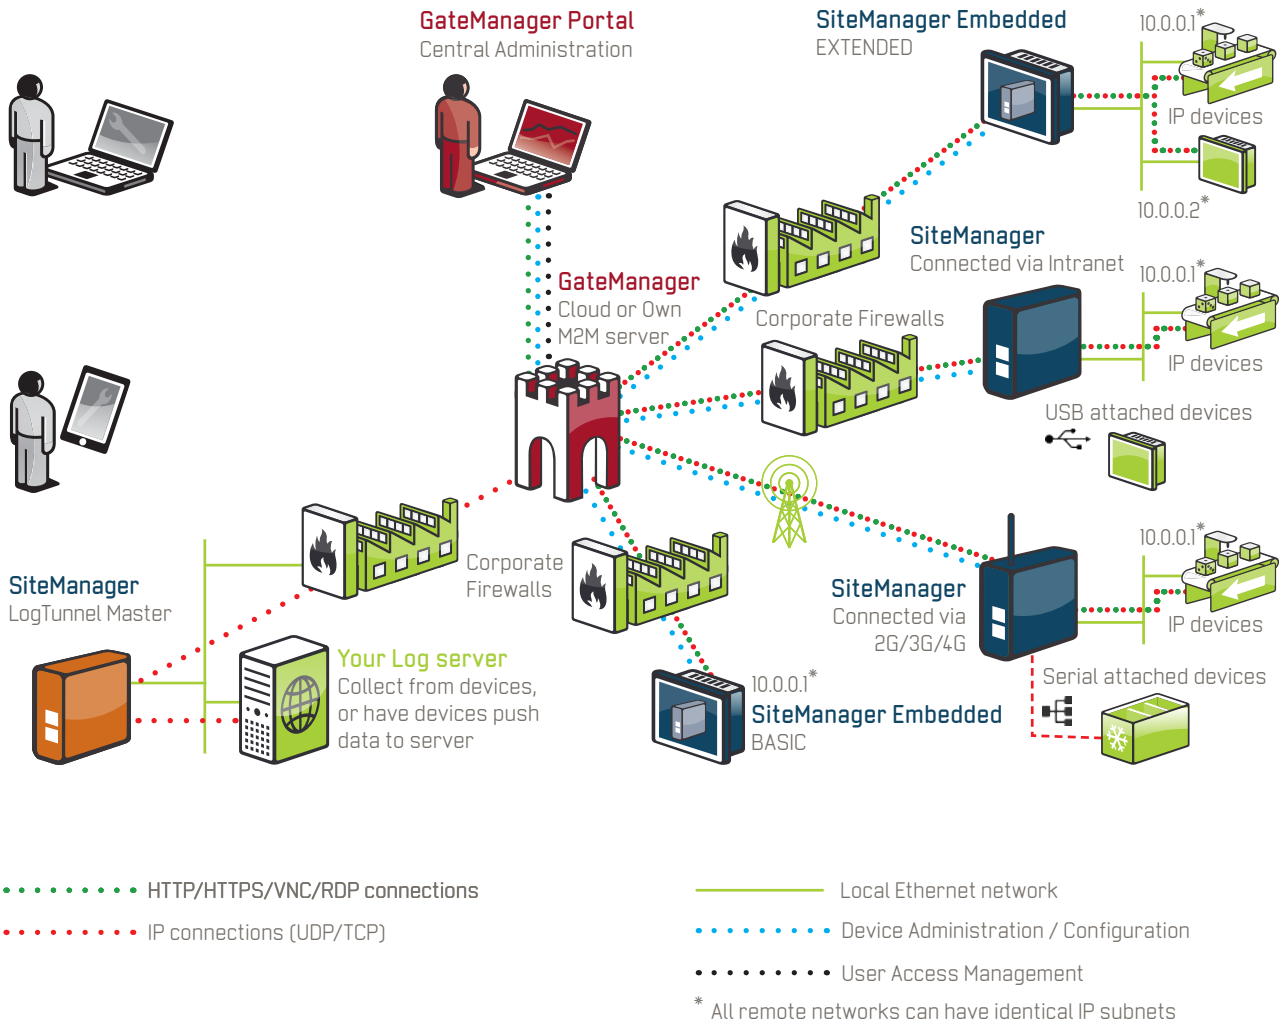 GateManager Portal
Central Administration
SiteManager Embedded
EXTENDED
10.0.0.1*
IP devices
10.0.0.2*
SiteManager
Connected via Intranet
10.0.0.1*
IP devices
GateManager
Cloud or Own
M2M server
Corporate Firewalls
USB attached devices
10.0.0.1*
IP devices
SiteManager
Connected via
2G/3G/4G
Serial attached devices
Corporate
Firewalls
SiteManager
LogTunnel Master
Your Log server
Collect from devices,
or have devices push
data to server
10.0.0.1*
SiteManager Embedded
BASIC
HTTP/HTTPS/VNC/RDP connections
IP connections (UDP/TCP)
Local Ethernet network
Device Administration / Configuration
User Access Management
* All remote networks can have identical IP subnets